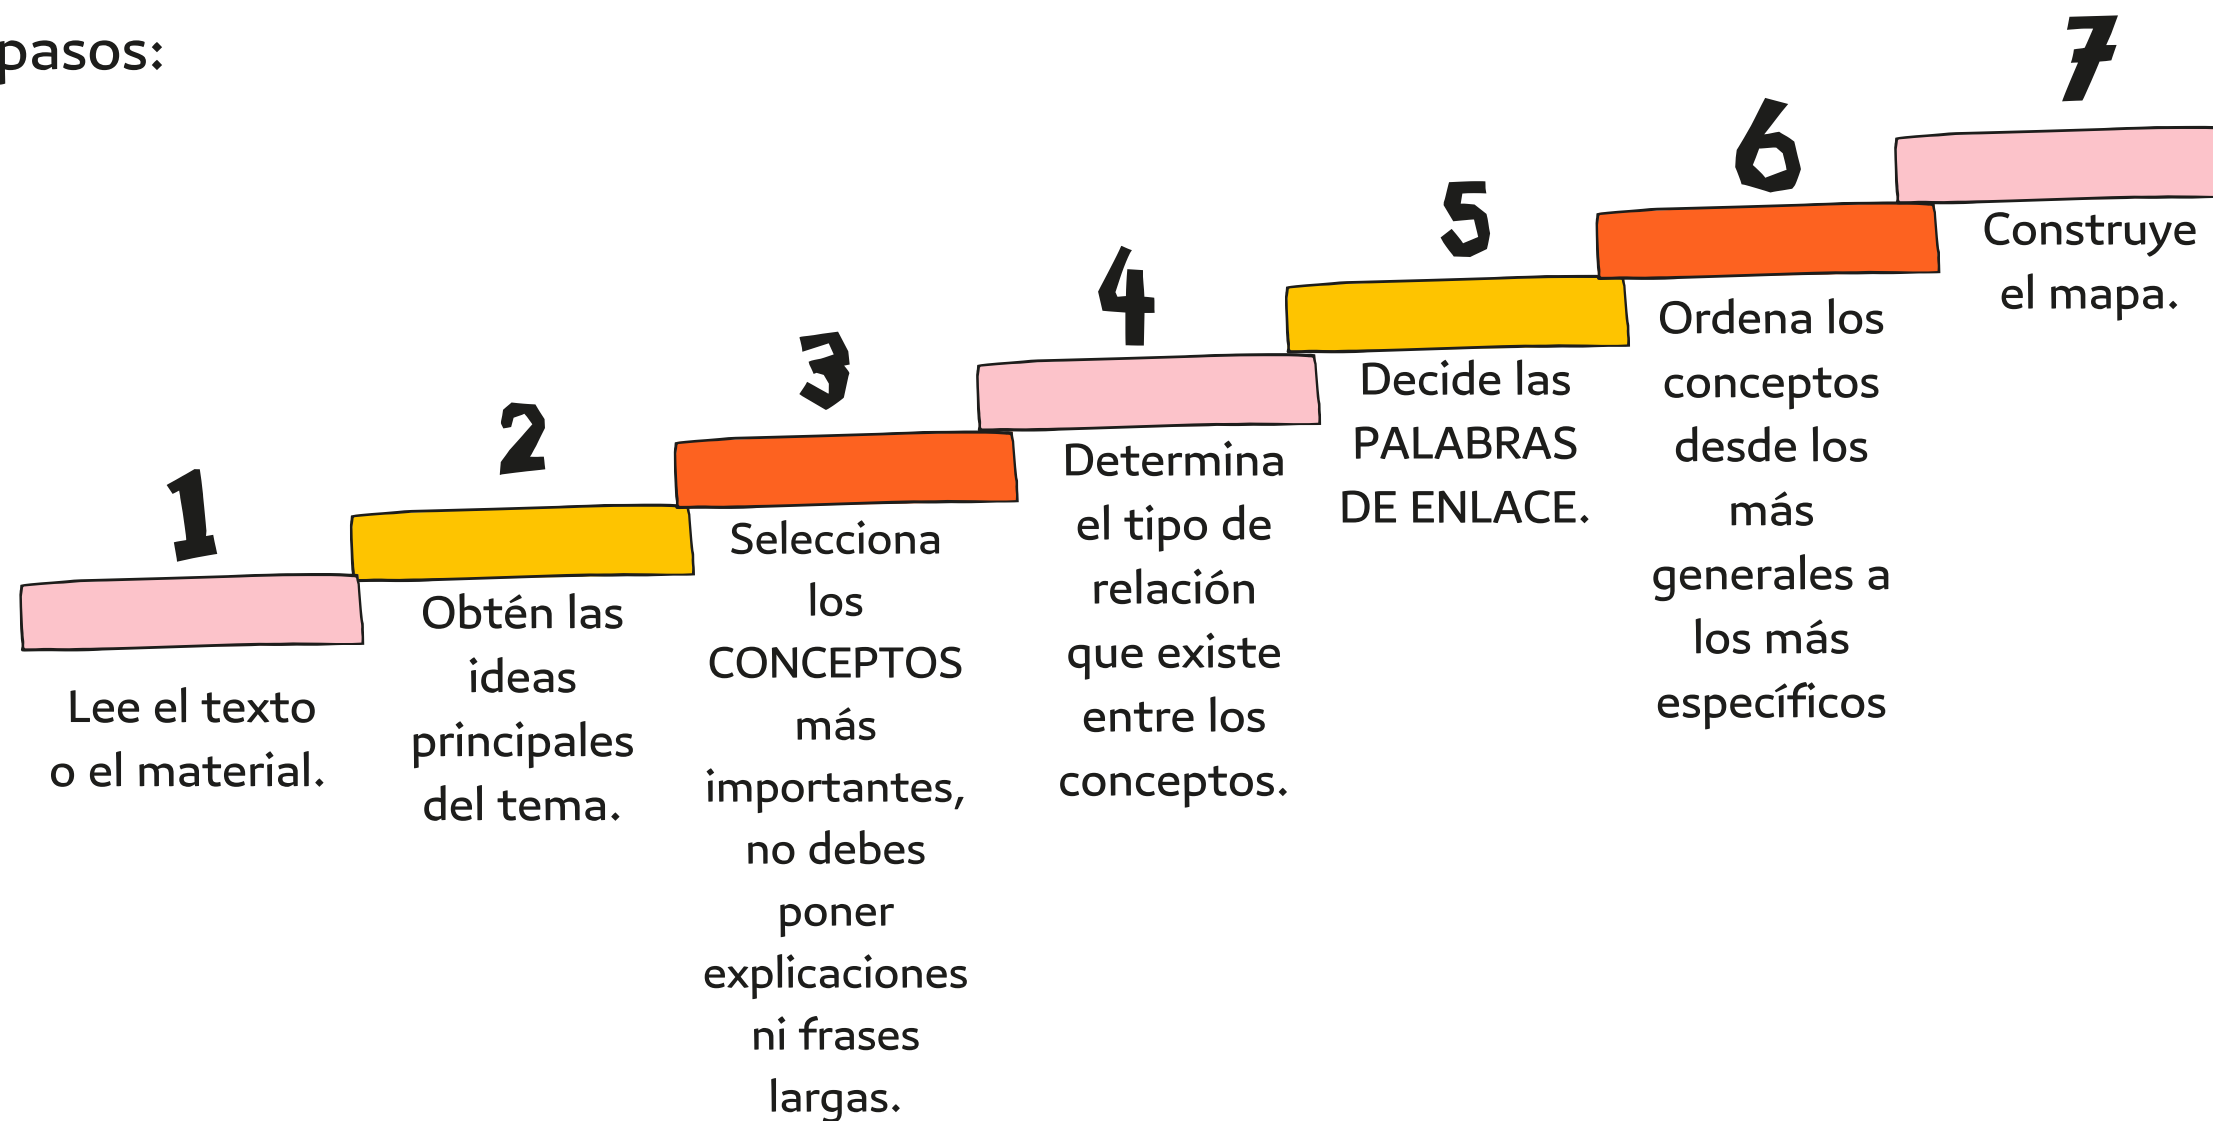 pasos:
1
Lee el texto
o el material.
2
Obtén las
ideas
principales
del tema.
3
Selecciona
los
CONCEPTOS
más
importantes,
no debes
poner
explicaciones
ni frases
largas.
4
Determina
el tipo de
relación
que existe
entre los
conceptos.
5
Decide las
PALABRAS
DE ENLACE.
6
Ordena los
conceptos
desde los
más
generales a
los más
específicos
7
Construye
el mapa.